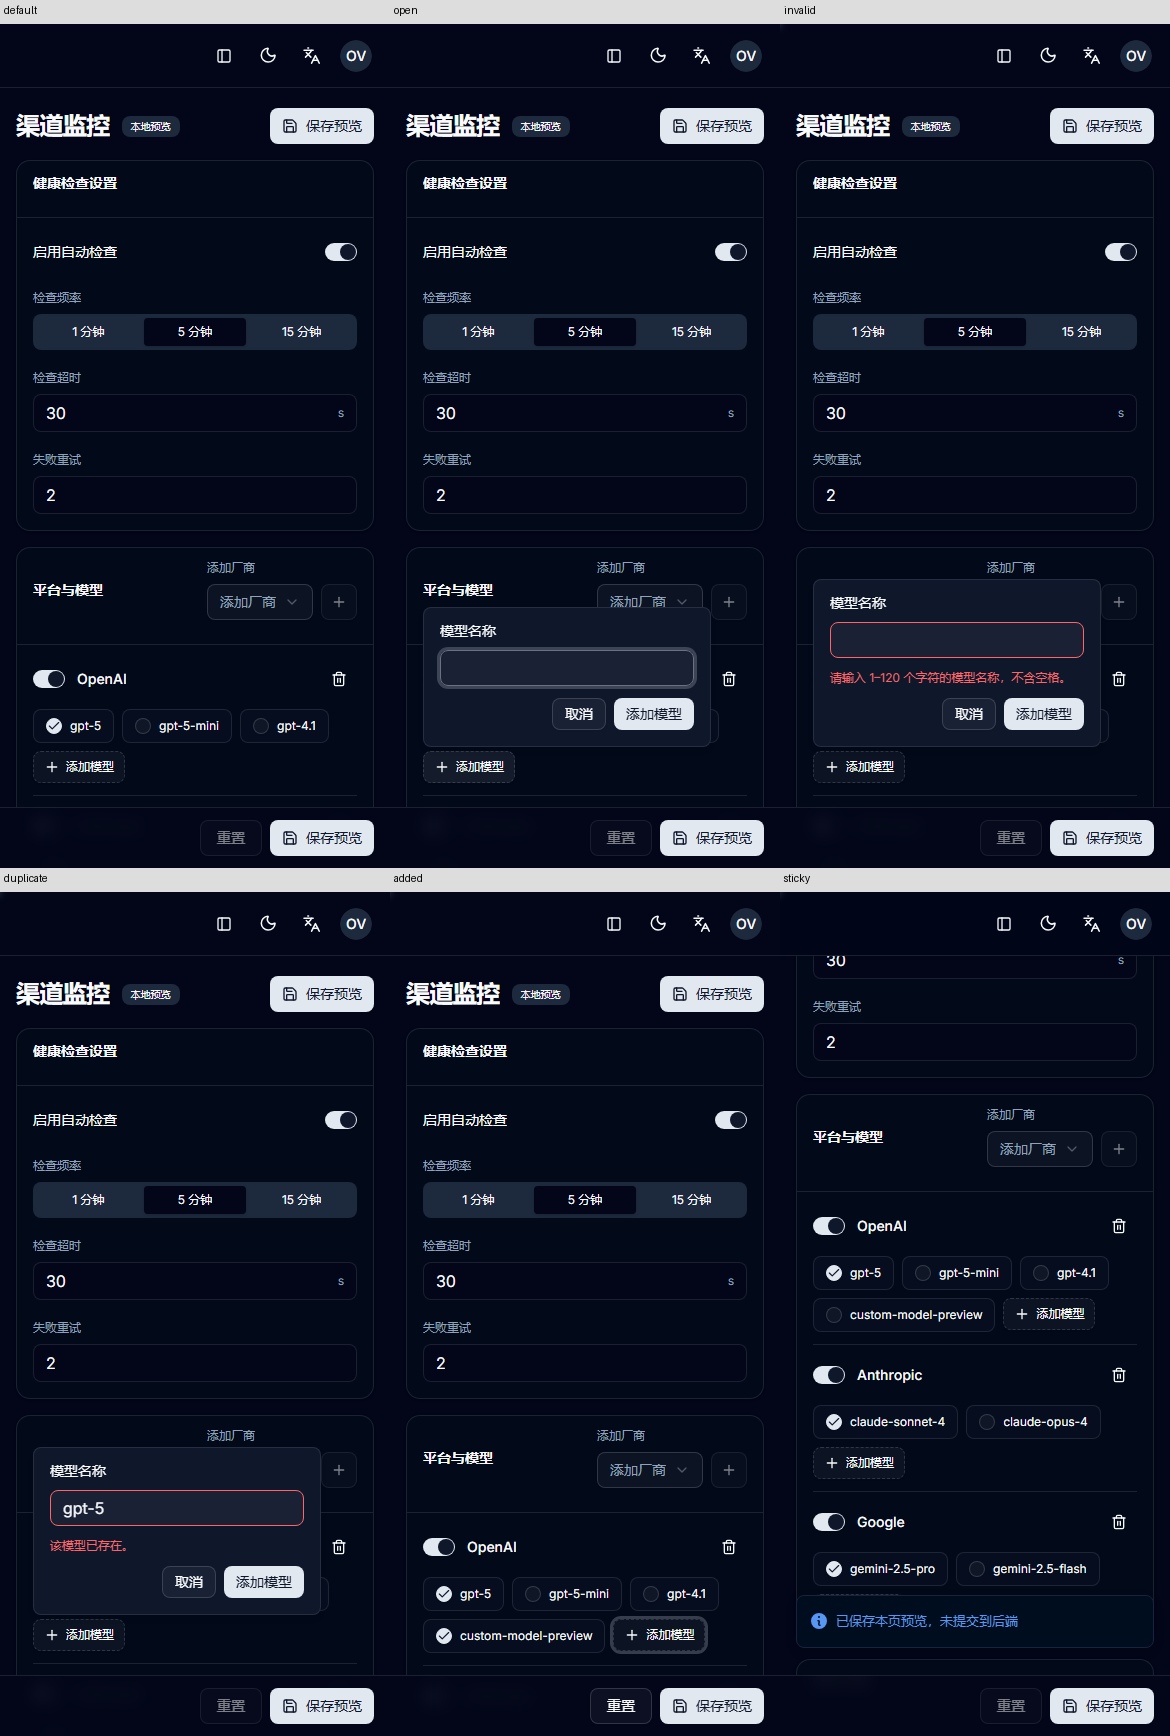 default
OV
渠道监控 本地预览 保存预览
健康检查设置
启用自动检查
检查频率
1 分钟 5 分钟 15 分钟
检查超时
30 s
失败重试
2
添加厂商
平台与模型 添加厂商
OpenAI
gpt-5 gpt-5-mini gpt-4.1
添加模型
重置 保存预览
open
OV
渠道监控 本地预览 保存预览
健康检查设置
启用自动检查
检查频率
1 分钟 5 分钟 15 分钟
检查超时
30 s
失败重试
2
添加厂商
平台与模型 添加厂商
模型名称
取消 添加模型
添加模型
重置 保存预览
invalid
OV
渠道监控 本地预览 保存预览
健康检查设置
启用自动检查
检查频率
1 分钟 5 分钟 15 分钟
检查超时
30 s
失败重试
2
添加厂商
模型名称
请输入 1–120 个字符的模型名称，不含空格。
取消 添加模型
添加模型
重置 保存预览
duplicate
OV
渠道监控 本地预览 保存预览
健康检查设置
启用自动检查
检查频率
1 分钟 5 分钟 15 分钟
检查超时
30 s
失败重试
2
添加厂商
模型名称
gpt-5
该模型已存在。
取消 添加模型
添加模型
重置 保存预览
added
OV
渠道监控 本地预览 保存预览
健康检查设置
启用自动检查
检查频率
1 分钟 5 分钟 15 分钟
检查超时
30 s
失败重试
2
添加厂商
平台与模型 添加厂商
OpenAI
gpt-5 gpt-5-mini gpt-4.1
custom-model-preview 添加模型
重置 保存预览
sticky
OV
30 s
失败重试
2
添加厂商
平台与模型 添加厂商
OpenAI
gpt-5 gpt-5-mini gpt-4.1
custom-model-preview 添加模型
Anthropic
claude-sonnet-4 claude-opus-4
添加模型
Google
gemini-2.5-pro gemini-2.5-flash
已保存本页预览，未提交到后端
重置 保存预览